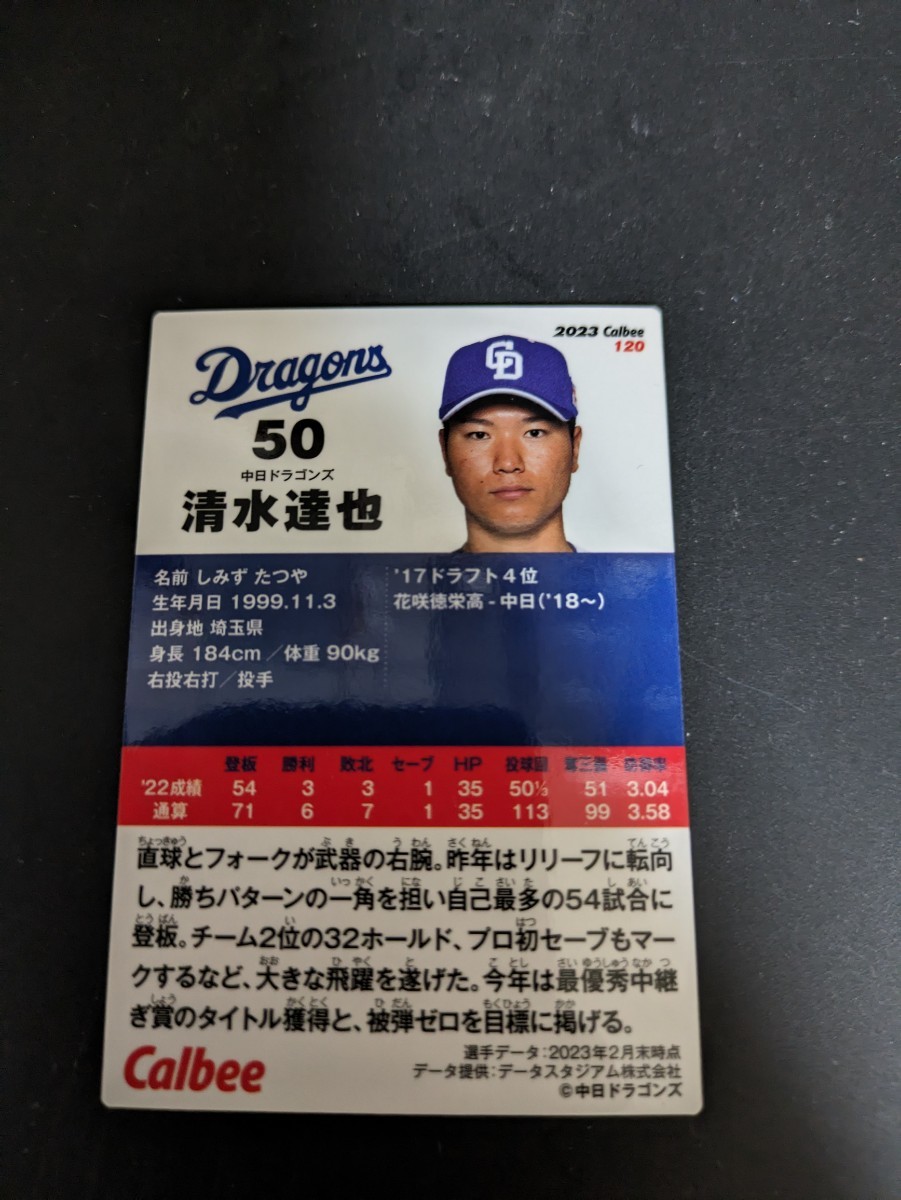 2023 Calbee
120
Dragons
50
中日ドラゴンズ
清水達也
名前 しみず たつや
生年月日 1999.11.3
出身地 埼玉県
身長 184cm／体重 90kg
右投右打／投手
'17ドラフト4位
花咲徳栄高-中日('18〜)
登板 勝利 敗北 セーブ HP 投球回 奪三振 防御率
'22成績 54 3 3 1 35 50⅓ 51 3.04
通算 71 6 7 1 35 113 99 3.58
直球とフォークが武器の右腕。昨年はリリーフに転向
し、勝ちパターンの一角を担い自己最多の54試合に
登板。チーム2位の32ホールド、プロ初セーブもマー
クするなど、大きな飛躍を遂げた。今年は最優秀中継
ぎ賞のタイトル獲得と、被弾ゼロを目標に掲げる。
Calbee
選手データ：2023年2月末時点
データ提供：データスタジアム株式会社
©中日ドラゴンズ